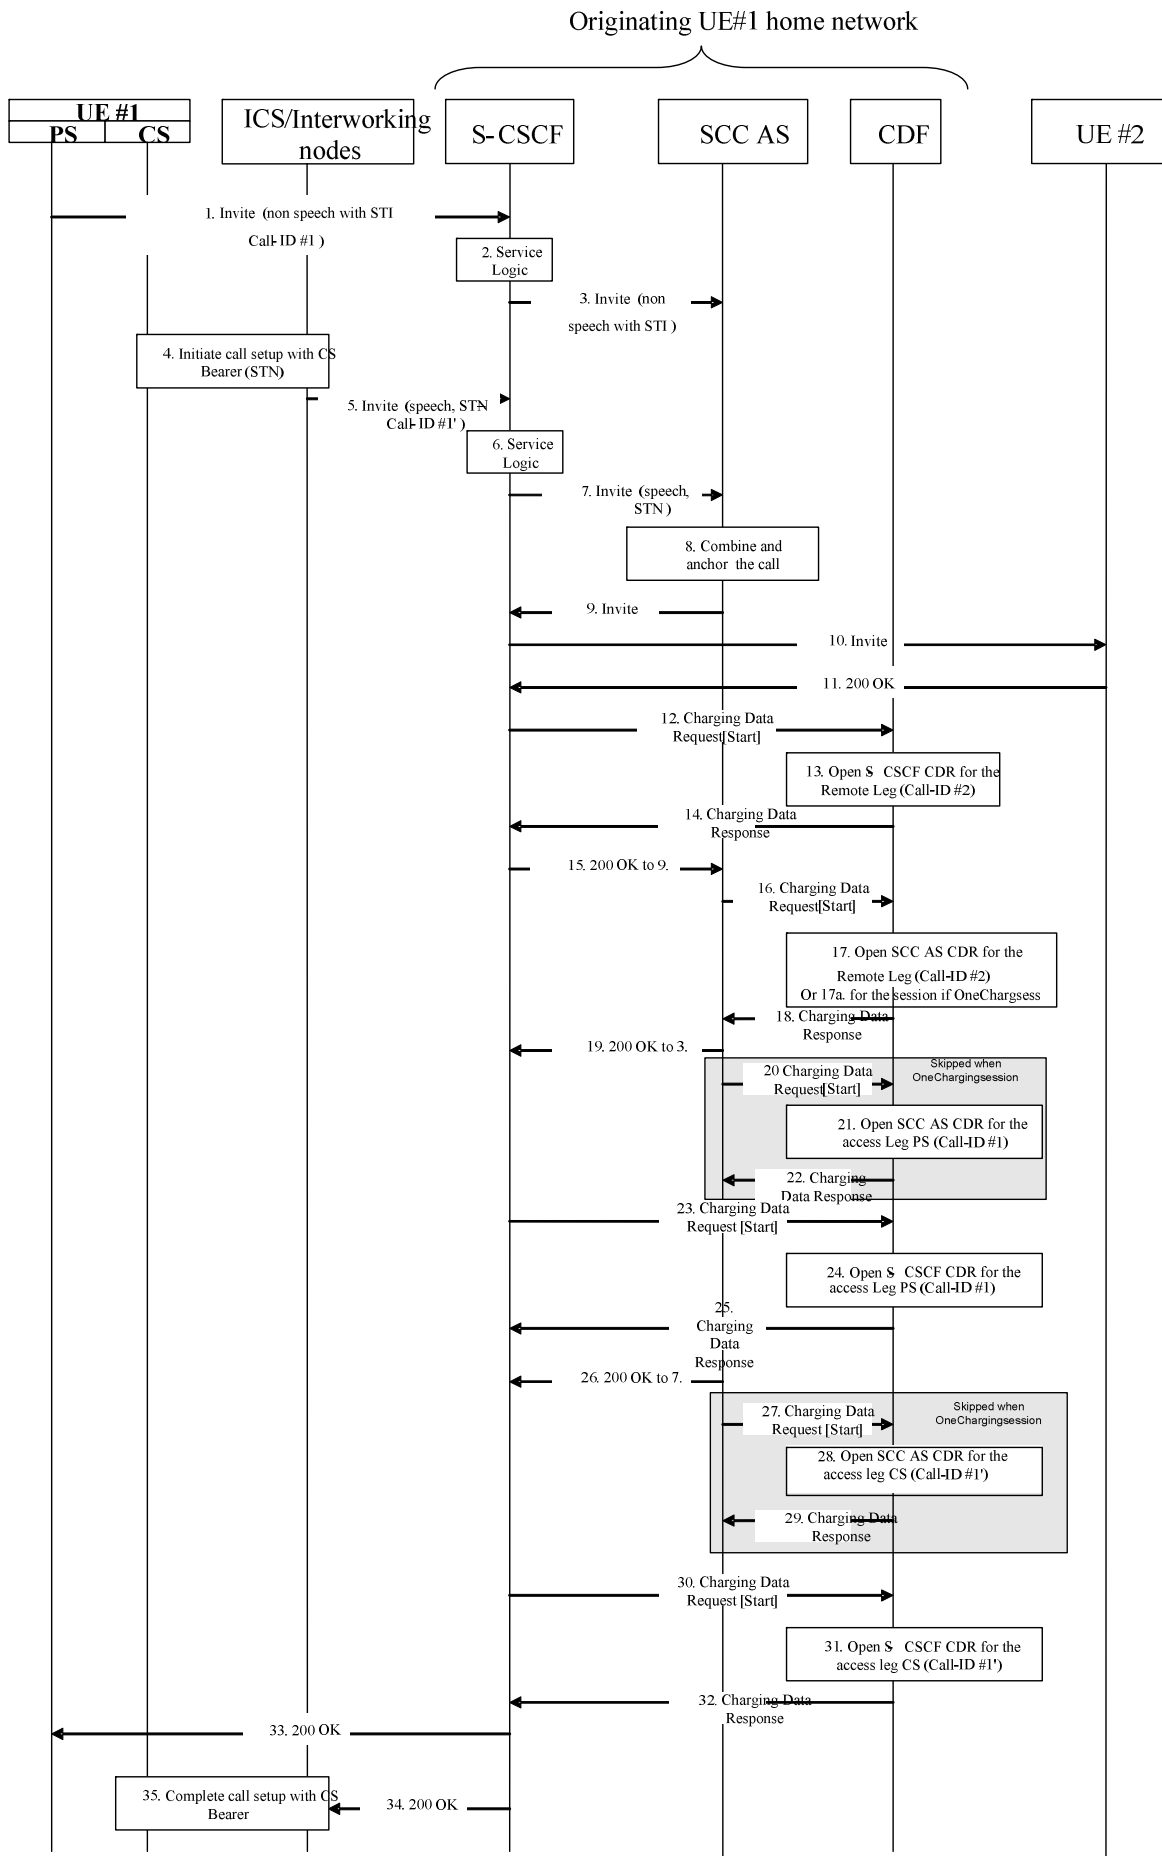 Originating UE#1 home network
UE #1
PS
CS
ICS/Interworking
nodes
S-CSCF
SCC AS
CDF
UE #2
1. Invite (non speech with STI
Call-ID #1 )
2. Service
Logic
3. Invite (non
speech with STI )
4. Initiate call setup with CS
Bearer (STN)
5. Invite (speech, STN
Call-ID #1' )
6. Service
Logic
7. Invite (speech,
STN )
8. Combine and
anchor the call
9. Invite
10. Invite
11. 200 OK
12. Charging Data
Request[Start]
13. Open S CSCF CDR for the
Remote Leg (Call-ID #2)
14. Charging Data
Response
15. 200 OK to 9.
16. Charging Data
Request[Start]
17. Open SCC AS CDR for the
Remote Leg (Call-ID #2)
Or 17a. for the session if OneChargsess
18. Charging Data
Response
19. 200 OK to 3.
Skipped when
OneChargingsession
20 Charging Data
Request[Start]
21. Open SCC AS CDR for the
access Leg PS (Call-ID #1)
22. Charging
Data Response
23. Charging Data
Request [Start]
24. Open S CSCF CDR for the
access Leg PS (Call-ID #1)
25.
Charging
Data
Response
26. 200 OK to 7.
Skipped when
OneChargingsession
27. Charging Data
Request [Start]
28. Open SCC AS CDR for the
access leg CS (Call-ID #1')
29. Charging Data
Response
30. Charging Data
Request [Start]
31. Open S CSCF CDR for the
access leg CS (Call-ID #1')
32. Charging Data
Response
33. 200 OK
35. Complete call setup with CS
Bearer
34. 200 OK